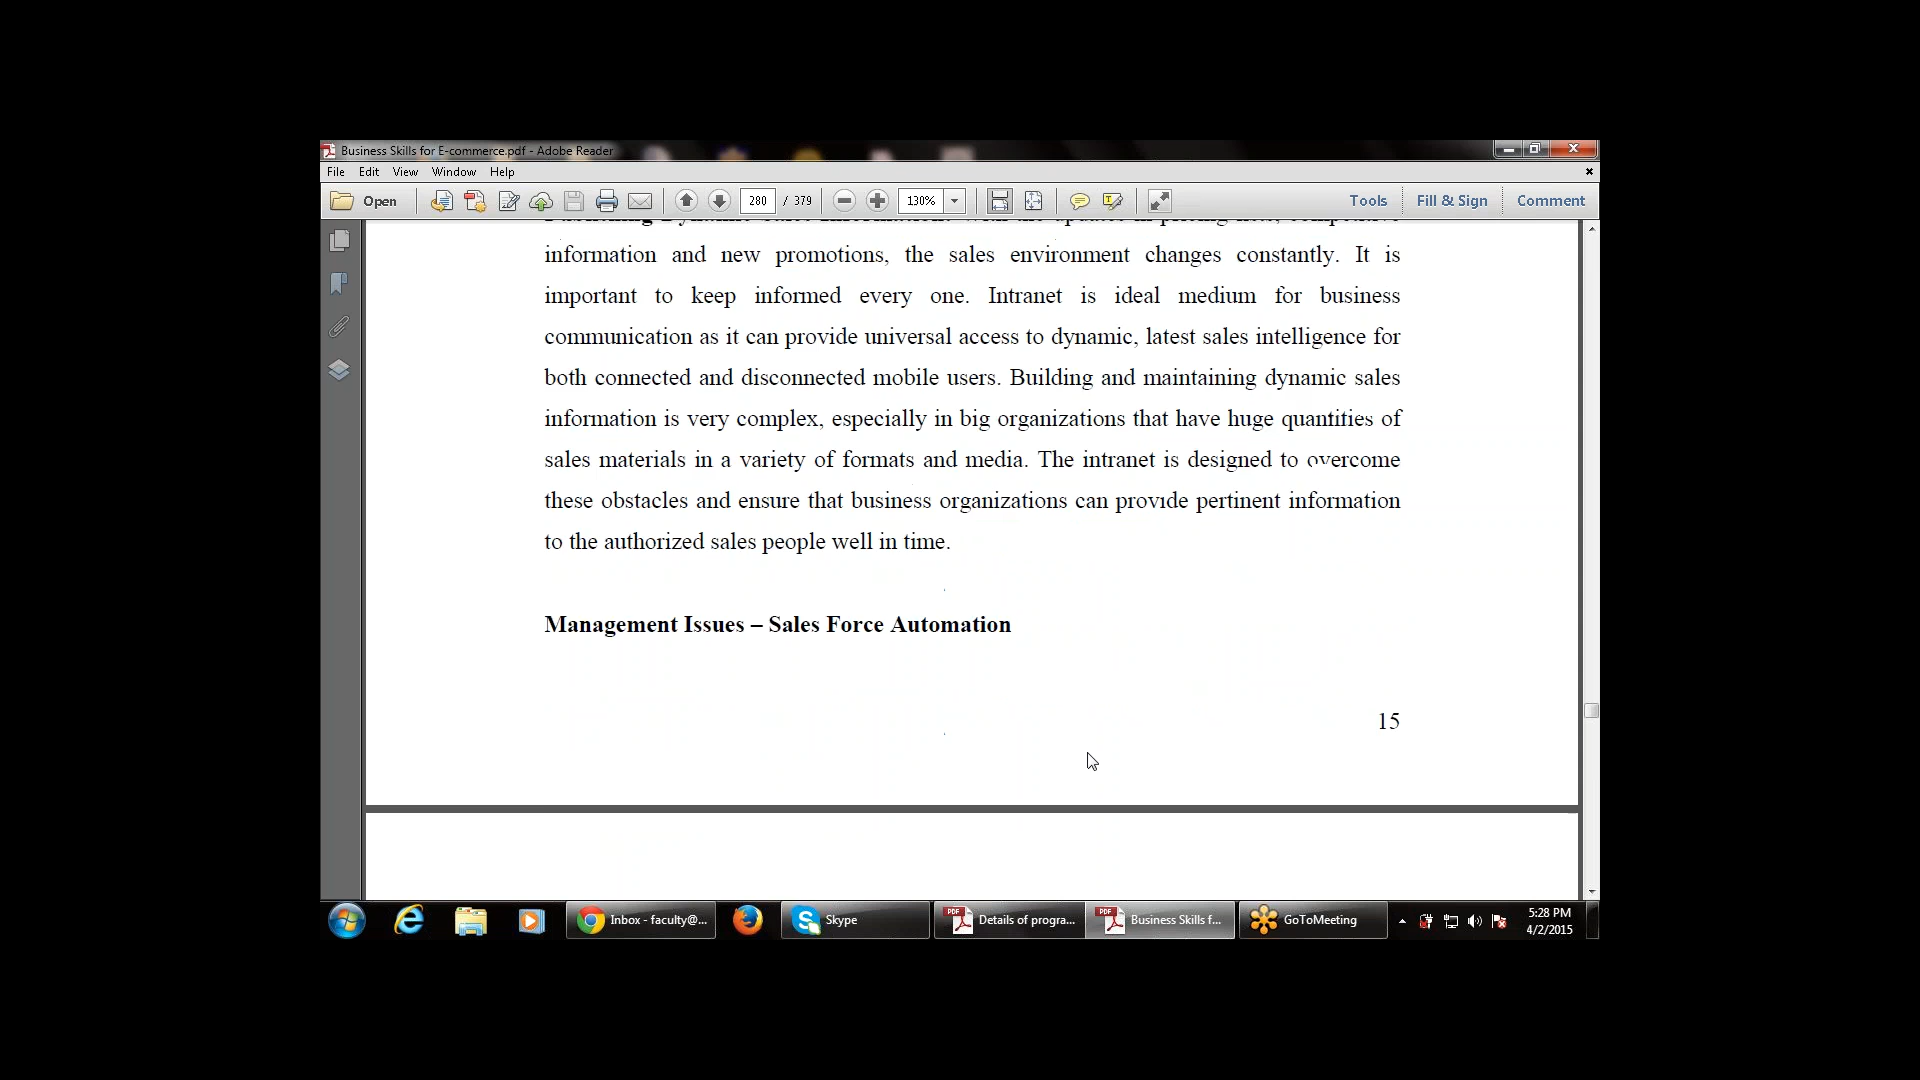 Business Skills for E-commerce.pdf - Adobe Reader
File Edit View Window Help
Open 280 / 379 130% Tools Fill & Sign Comment
information and new promotions, the sales environment changes constantly. It is
important to keep informed every one. Intranet is ideal medium for business
communication as it can provide universal access to dynamic, latest sales intelligence for
both connected and disconnected mobile users. Building and maintaining dynamic sales
information is very complex, especially in big organizations that have huge quantities of
sales materials in a variety of formats and media. The intranet is designed to overcome
these obstacles and ensure that business organizations can provide pertinent information
to the authorized sales people well in time.
Management Issues – Sales Force Automation
15
Inbox - faculty@... Skype Details of progra... Business Skills f... GoToMeeting 5:28 PM
4/2/2015